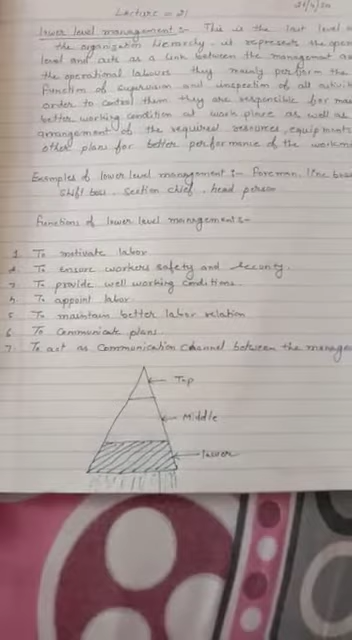 Lecture = 21
lower level management :- This is the last level o
the organization hierarchy. it represents the ope
level and acts as a link between the management a
the operational labours they mainly perform the
function of supervision and inspection of all activi
order to control them they are responsible for ma
better working condition at work place as well as
arrangement of the required resources, equipments
other plans for better performance of the workm
Examples of lower level management :- foreman, line bos
shift boss, section chief, head person
functions of lower level management :-
1. To motivate labor
2. To ensure workers safety and security.
3. To provide well working conditions.
4. To appoint labor.
5. To maintain better labor relation
6. To communicate plans.
7. To act as communication channel between the manage
Top
Middle
lower